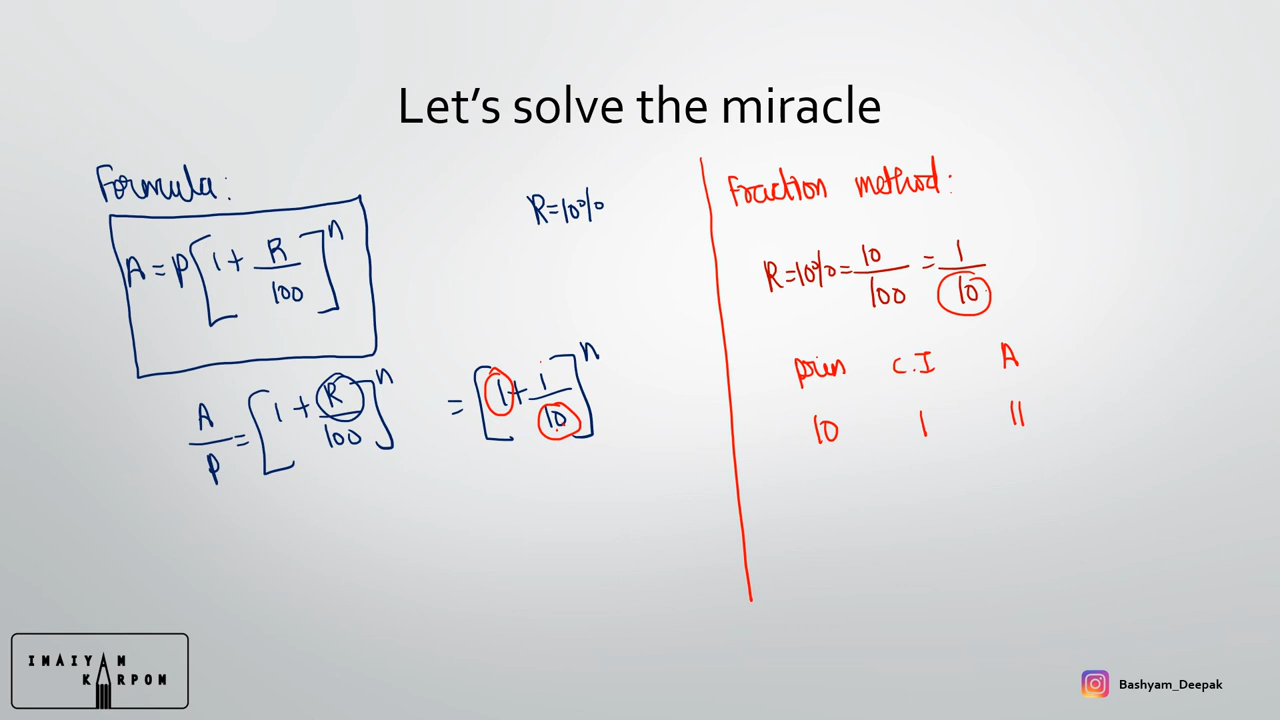 Let's solve the miracle
Formula:
A = P[1 + R/100]^n
R=10%
A/P = [1 + R/100]^n = [1 + 1/10]^n
Fraction method:
R=10% = 10/100 = 1/10
prin C.I A
10 1 11
IMAIYAM
KARPOM
Bashyam_Deepak